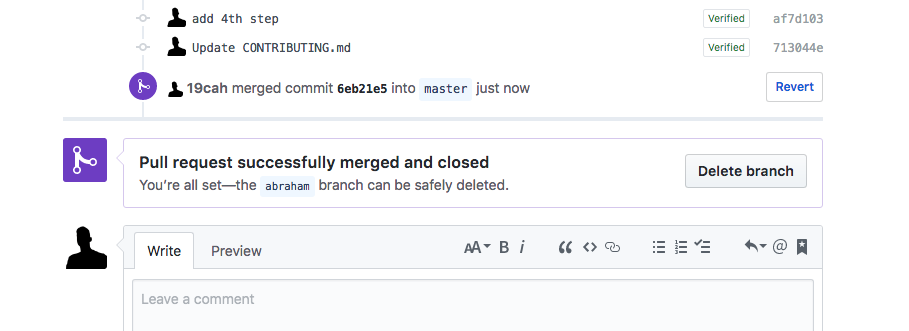 add 4th step Verified af7d103
Update CONTRIBUTING.md Verified 713044e
19cah merged commit 6eb21e5 into master just now Revert
Pull request successfully merged and closed
You’re all set—the abraham branch can be safely deleted.
Delete branch
Write Preview AA B i “ <> @
Leave a comment